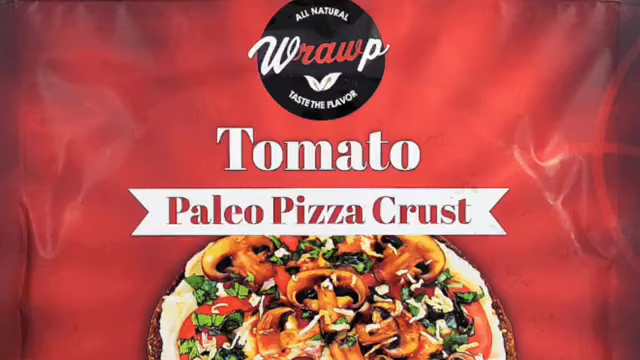 ALL NATURAL
Wrawp
TASTE THE FLAVOR
Tomato
Paleo Pizza Crust